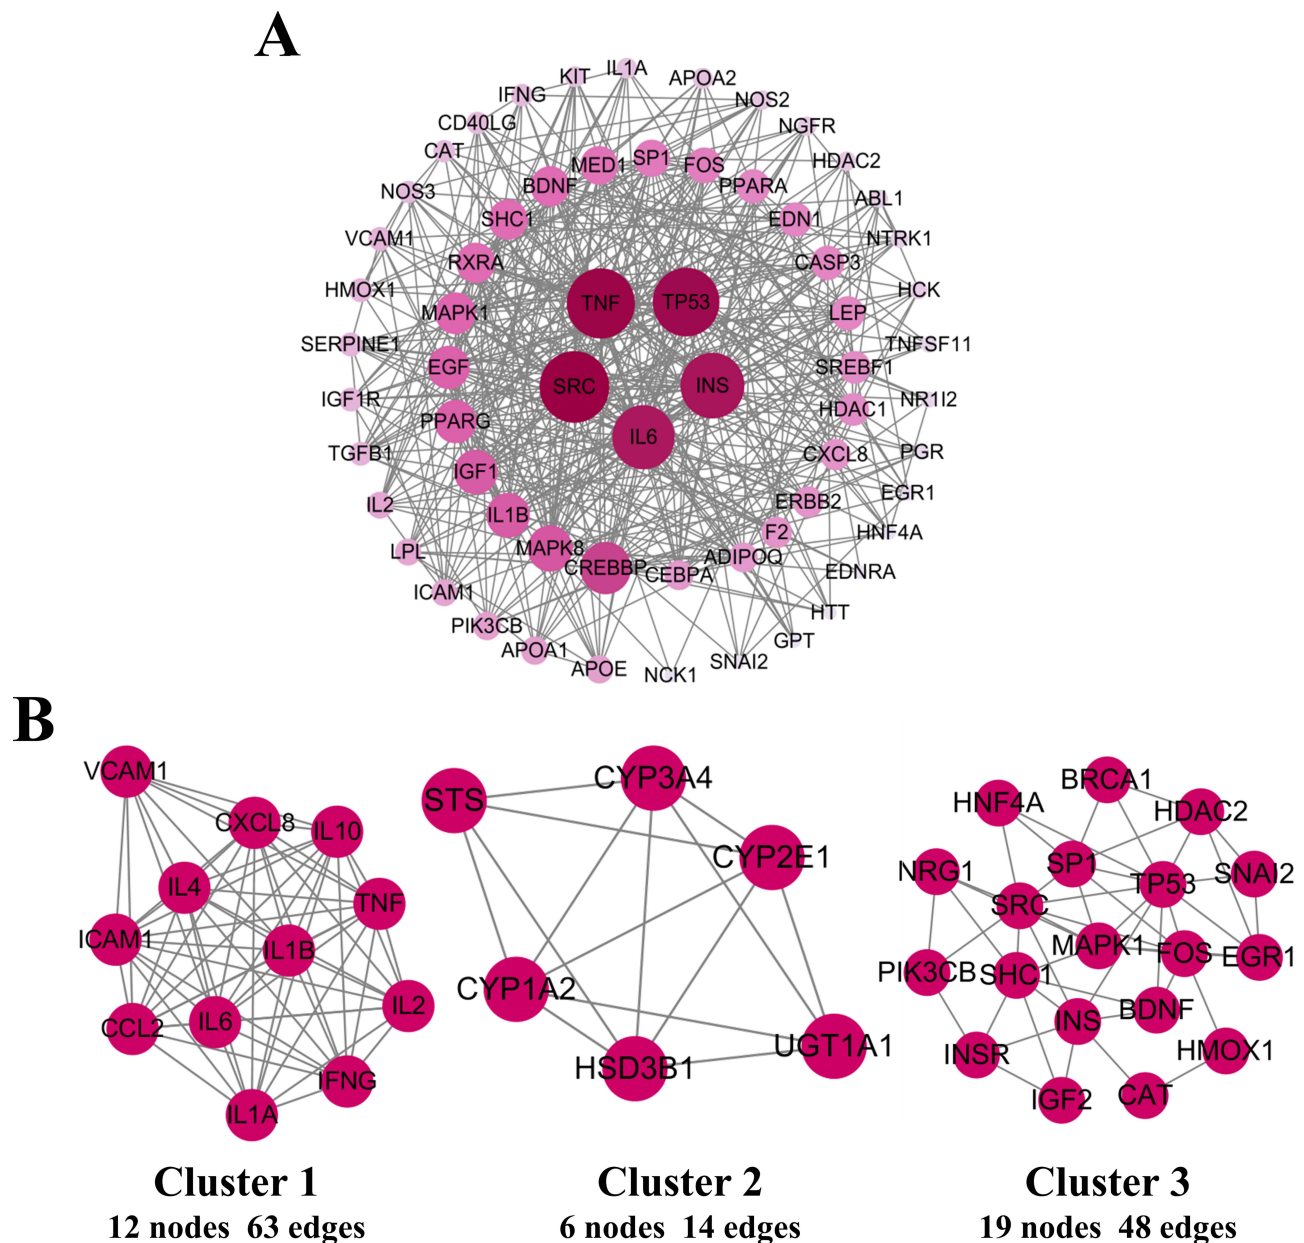 A
IL1A
KIT
APOA2
IFNG
NOS2
CD40LG
NGFR
CAT
HDAC2
NOS3
ABL1
VCAM1
NTRK1
HMOX1
HCK
SERPINE1
TNFSF11
IGF1R
NR1I2
TGFB1
PGR
IL2
EGR1
LPL
HNF4A
ICAM1
EDNRA
PIK3CB
HTT
APOA1
GPT
APOE
NCK1
SNAI2
MED1
SP1
FOS
BDNF
PPARA
SHC1
EDN1
RXRA
CASP3
MAPK1
LEP
EGF
SREBF1
PPARG
HDAC1
IGF1
CXCL8
IL1B
ERBB2
MAPK8
F2
CREBBP
CEBPA
ADIPOQ
TNF
TP53
SRC
INS
IL6
B
VCAM1
CXCL8
IL10
IL4
TNF
ICAM1
IL1B
CCL2
IL6
IL2
IFNG
IL1A
STS
CYP3A4
CYP2E1
CYP1A2
HSD3B1
UGT1A1
BRCA1
HNF4A
HDAC2
NRG1
SP1
TP53
SNAI2
SRC
MAPK1
FOS
EGR1
PIK3CB
SHC1
INS
BDNF
INSR
HMOX1
IGF2
CAT
Cluster 1
12 nodes 63 edges
Cluster 2
6 nodes 14 edges
Cluster 3
19 nodes 48 edges